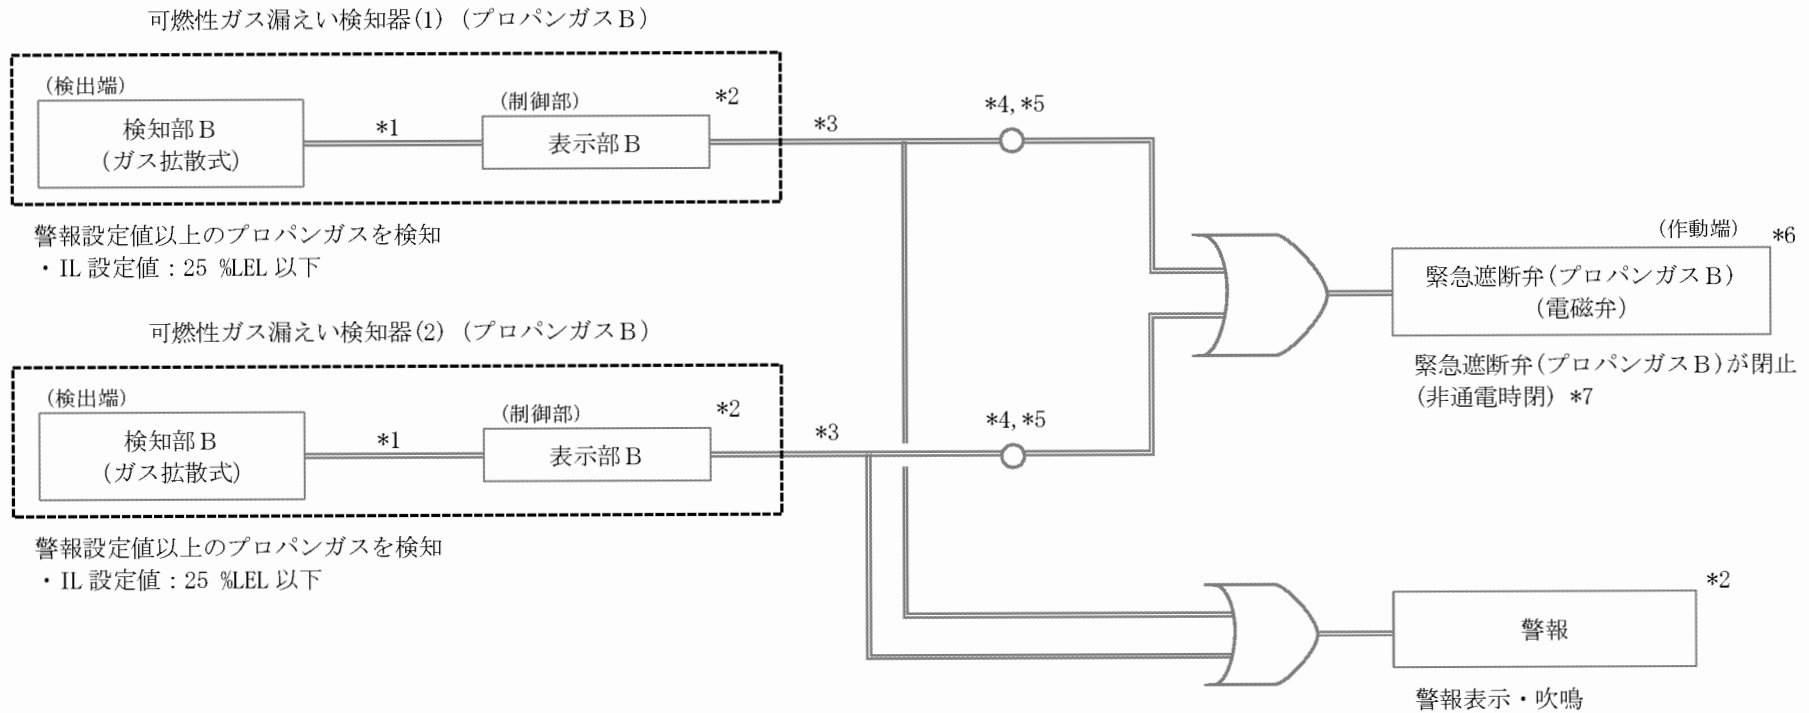 可燃性ガス漏えい検知器(1) (プロパンガスB)
(検出端)
検知部B
(ガス拡散式)
*1
(制御部)
表示部B
*2
*3
*4, *5
警報設定値以上のプロパンガスを検知
・IL 設定値：25 %LEL 以下
(作動端)
*6
緊急遮断弁(プロパンガスB)
(電磁弁)
緊急遮断弁(プロパンガスB)が閉止
(非通電時閉) *7
可燃性ガス漏えい検知器(2) (プロパンガスB)
(検出端)
検知部B
(ガス拡散式)
*1
(制御部)
表示部B
*2
*3
*4, *5
警報設定値以上のプロパンガスを検知
・IL 設定値：25 %LEL 以下
*2
警報
警報表示・吹鳴